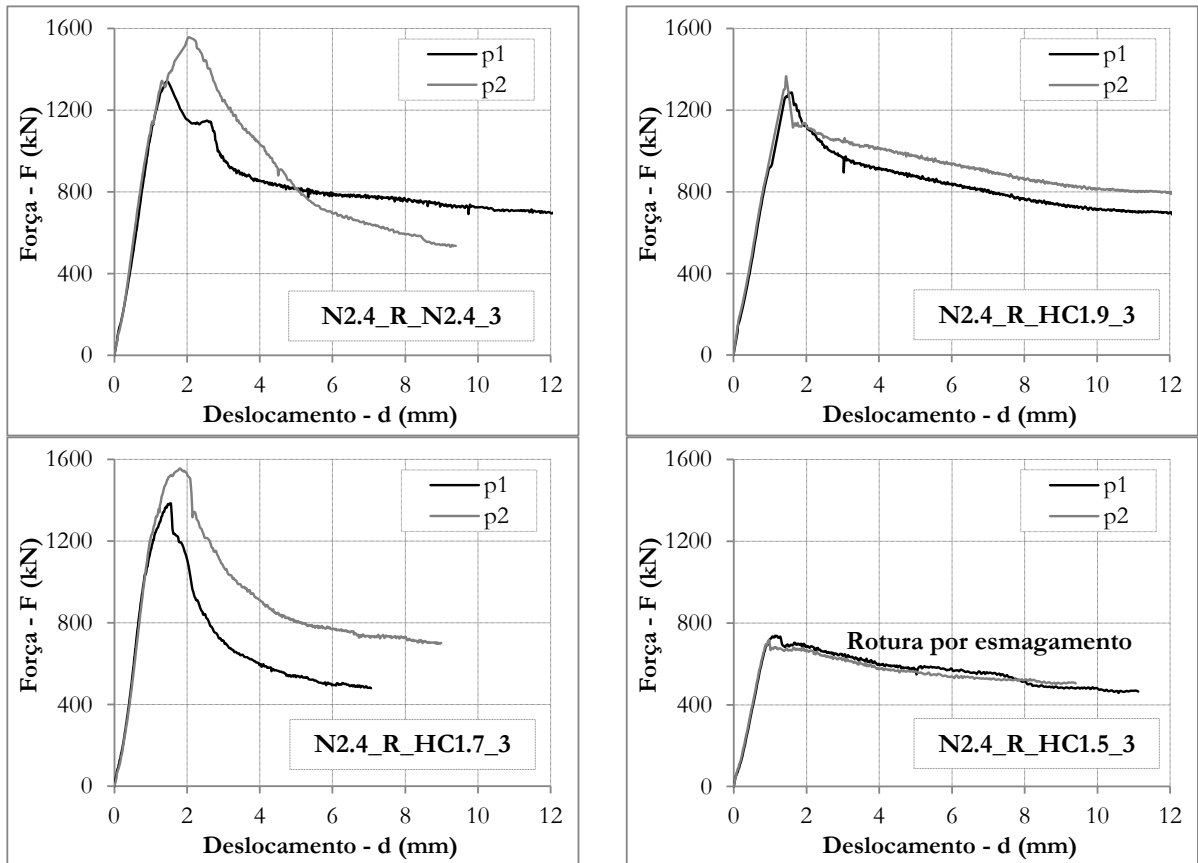 1600
1200
800
400
0
Força - F (kN)
p1
p2
N2.4_R_N2.4_3
0 2 4 6 8 10 12
Deslocamento - d (mm)
1600
1200
800
400
0
Força - F (kN)
p1
p2
N2.4_R_HC1.9_3
0 2 4 6 8 10 12
Deslocamento - d (mm)
1600
1200
800
400
0
Força - F (kN)
p1
p2
N2.4_R_HC1.7_3
0 2 4 6 8 10 12
Deslocamento - d (mm)
1600
1200
800
400
0
Força - F (kN)
p1
p2
Rotura por esmagamento
N2.4_R_HC1.5_3
0 2 4 6 8 10 12
Deslocamento - d (mm)